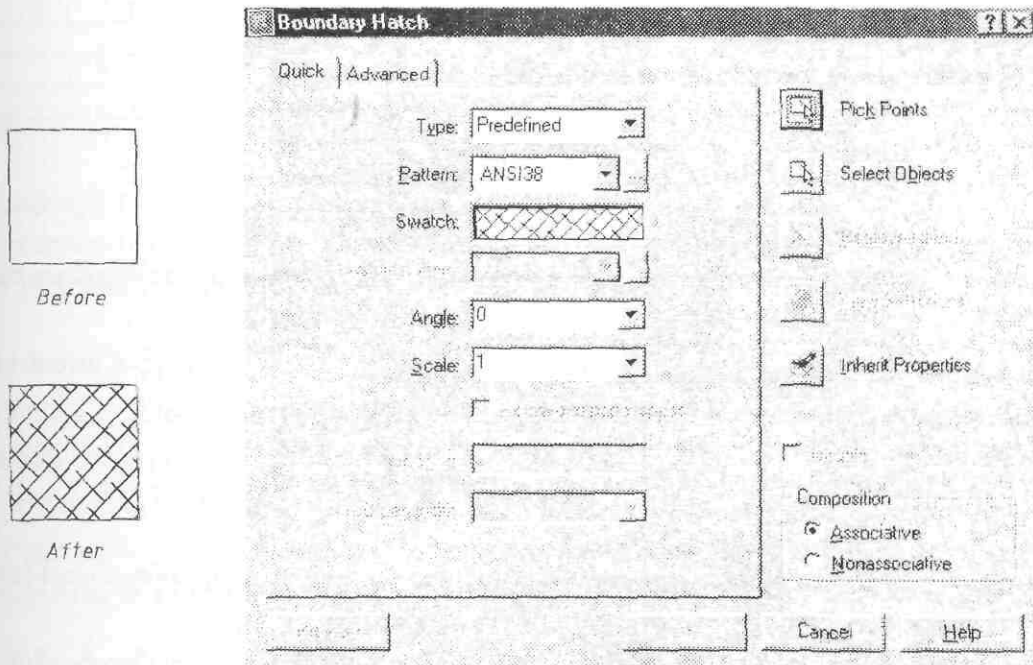 Boundary Hatch
Quick Advanced
Type: Predefined
Pattern: ANSI38
Swatch:
Angle: 0
Scale: 1
Pick Points
Select Objects
Inherit Properties
Composition
Associative
Nonassociative
Cancel Help
Before
After